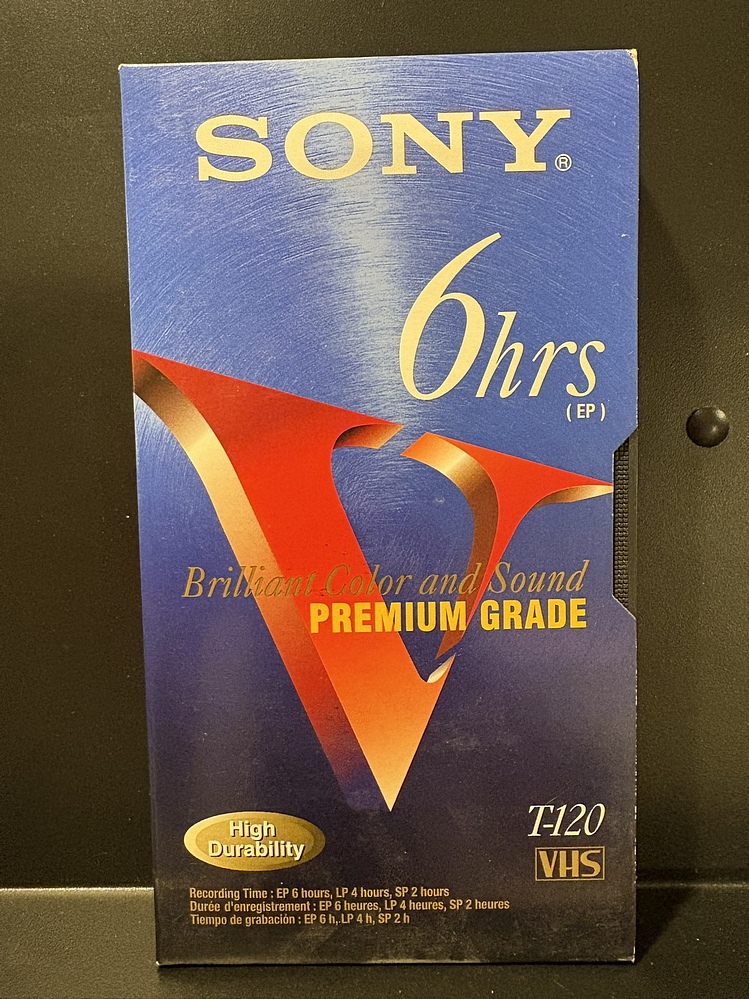 SONY®
6hrs
(EP)
Brilliant Color and Sound
PREMIUM GRADE
T-120
VHS
High
Durability
Recording Time : EP 6 hours, LP 4 hours, SP 2 hours
Durée d'enregistrement : EP 6 heures, LP 4 heures, SP 2 heures
Tiempo de grabación : EP 6 h, LP 4 h, SP 2 h